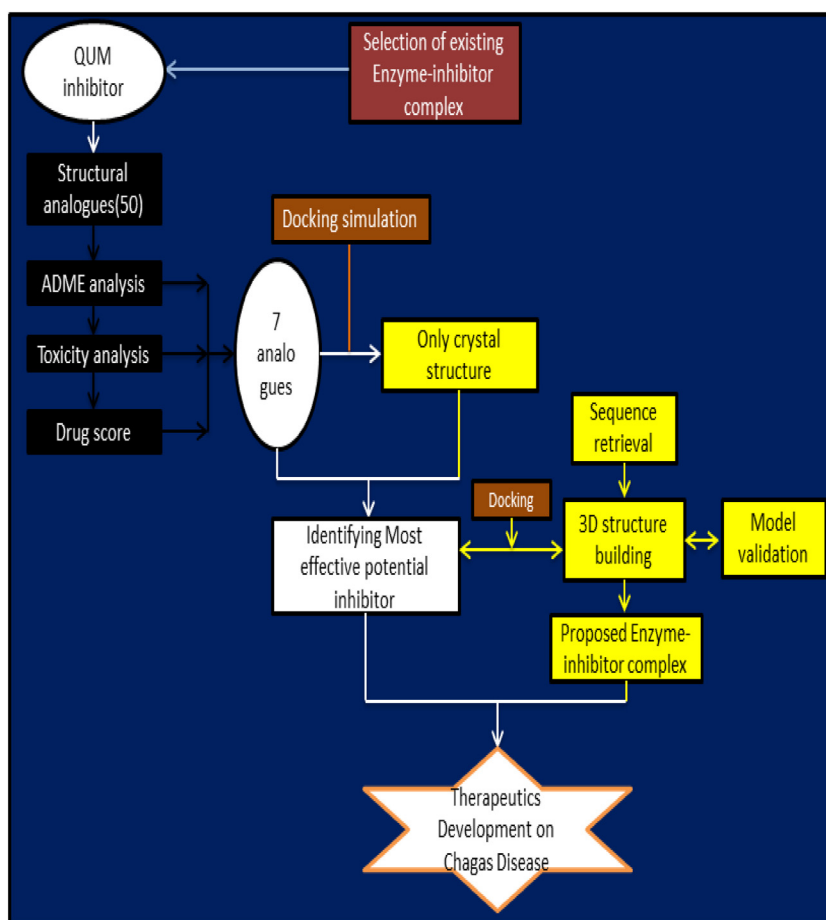 QUM
inhibitor
Selection of existing
Enzyme-inhibitor
complex
Structural
analogues(50)
Docking simulation
ADME analysis
7
analo
gues
Only crystal
structure
Toxicity analysis
Drug score
Sequence
retrieval
Docking
Identifying Most
effective potential
inhibitor
3D structure
building
Model
validation
Proposed Enzyme-
inhibitor complex
Therapeutics
Development on
Chagas Disease